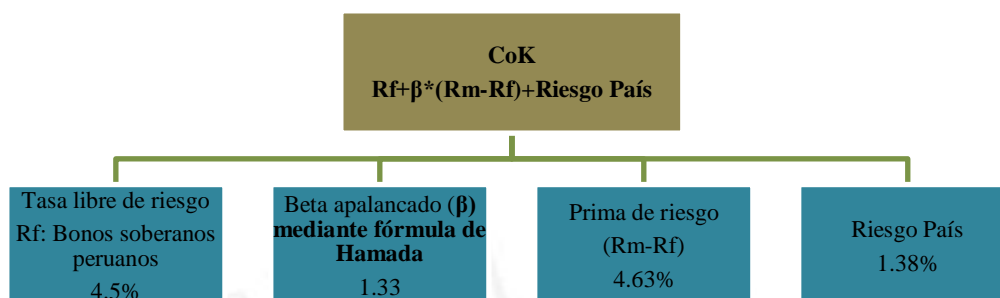 CoK
Rf+β*(Rm-Rf)+Riesgo País
Tasa libre de riesgo
Rf: Bonos soberanos
peruanos
4.5%
Beta apalancado (β)
mediante fórmula de
Hamada
1.33
Prima de riesgo
(Rm-Rf)
4.63%
Riesgo País
1.38%